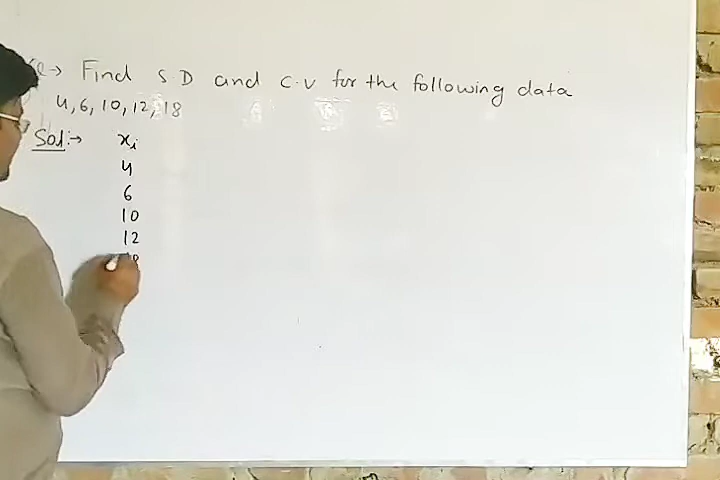 → Find S.D and C.V for the following data
4, 6, 10, 12, 18
Sol:→ xᵢ
4
6
10
12